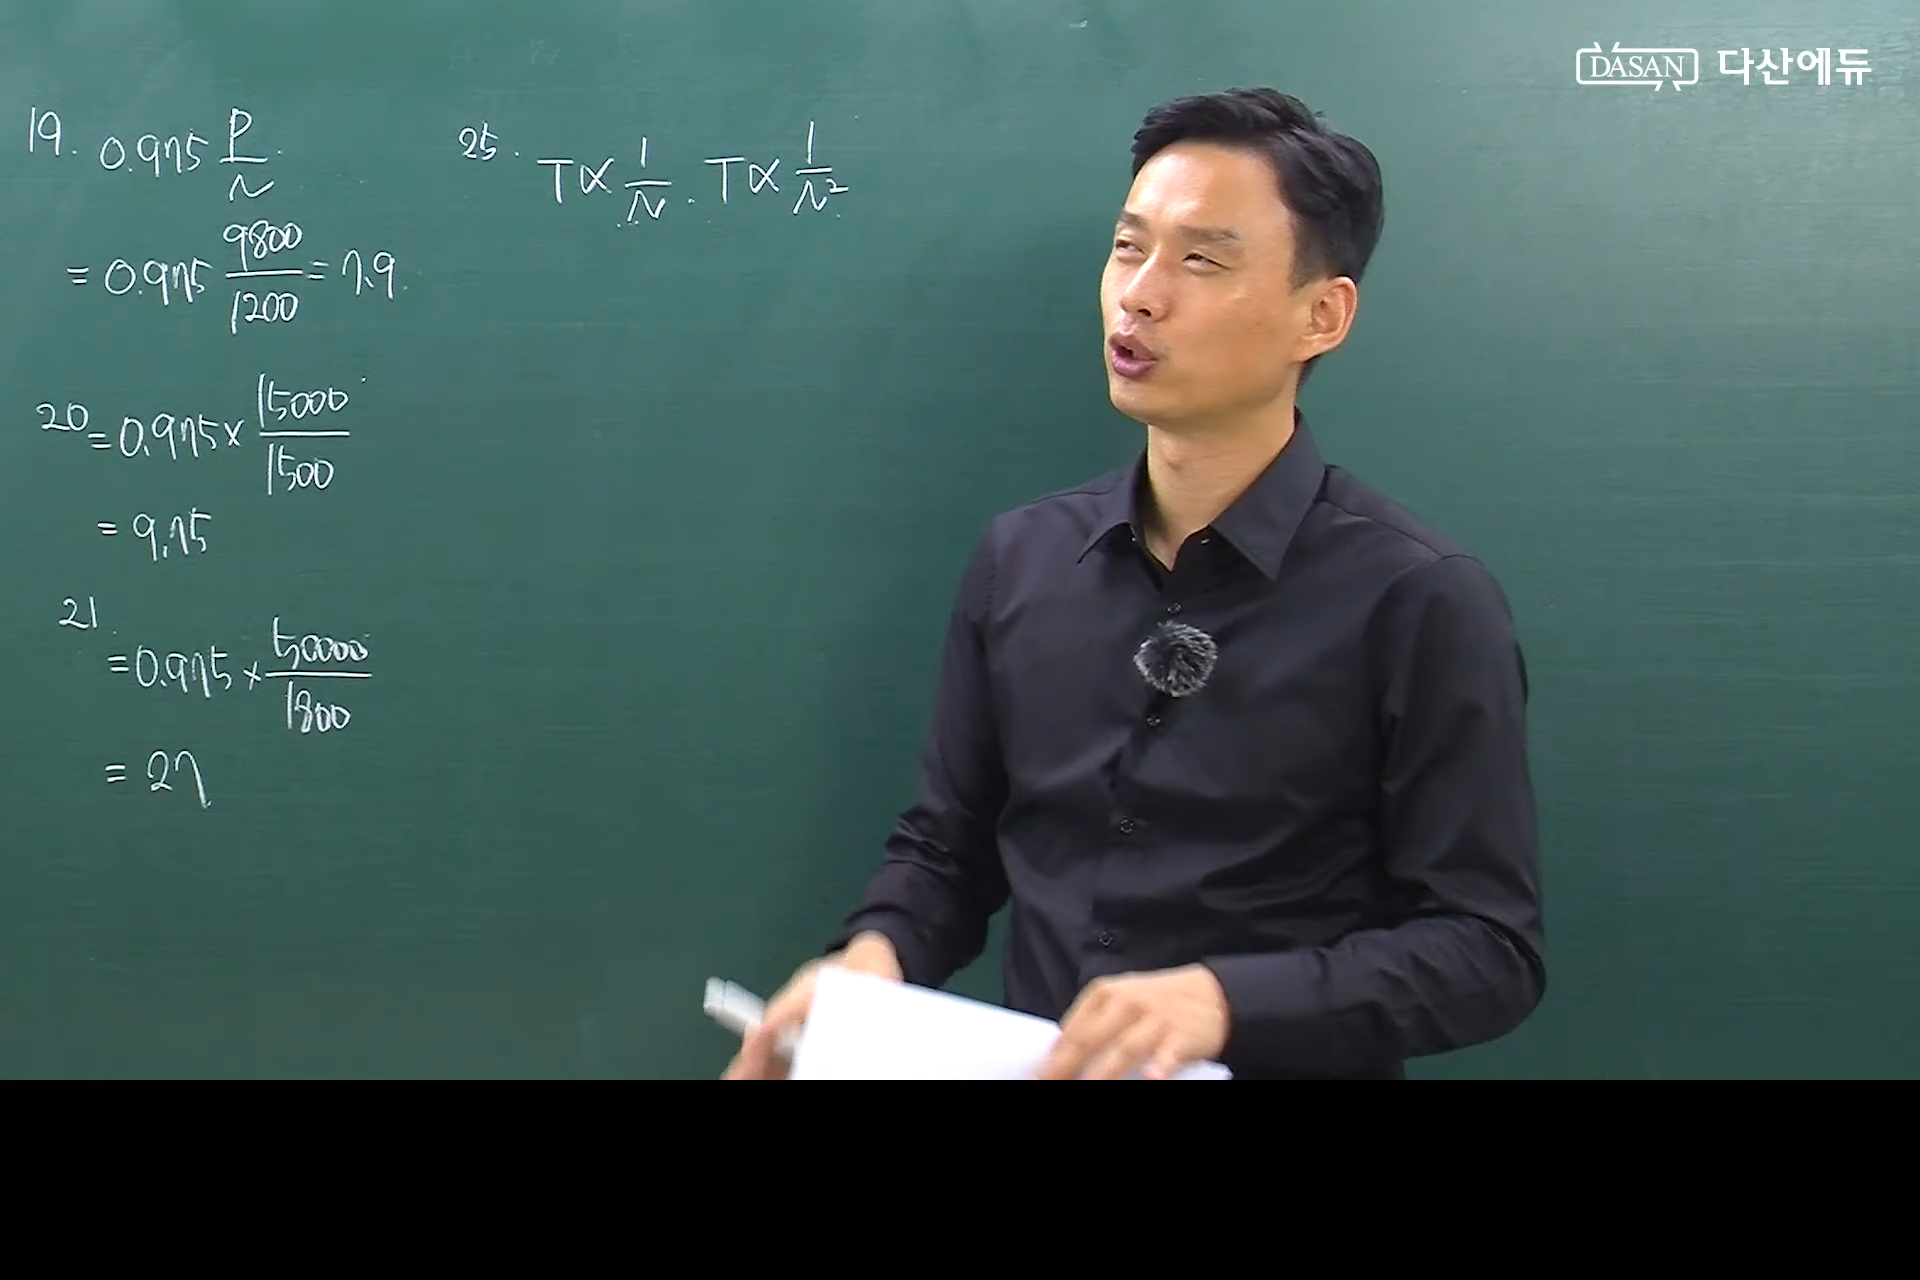 DASAN 다산에듀
19. 0.975 P/N
= 0.975 9800/1200 = 7.9
20 = 0.975 × 15000/1500
= 9.75
21. = 0.975 × 50000/1800
= 27
25. T ∝ 1/N . T ∝ 1/N²